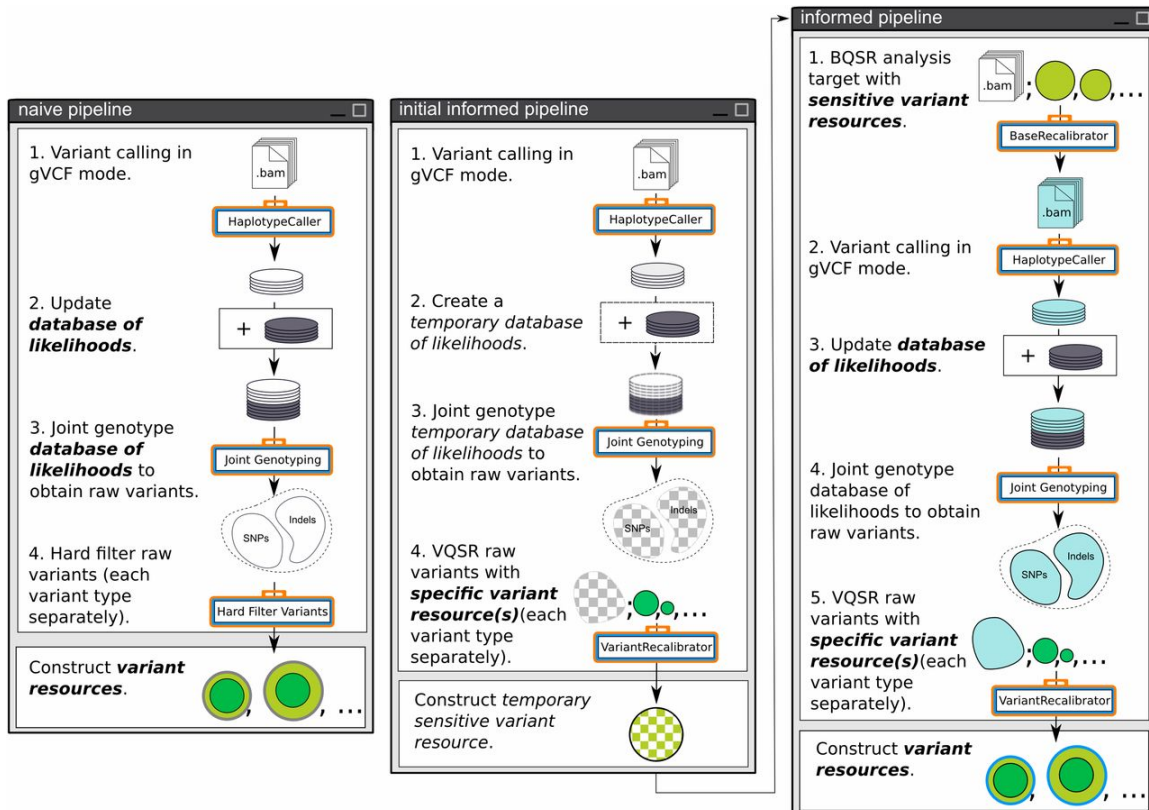 naive pipeline
1. Variant calling in
gVCF mode.
.bam
HaplotypeCaller
2. Update
database of
likelihoods.
+
3. Joint genotype
database of
likelihoods to
obtain raw variants.
Joint Genotyping
SNPs
Indels
4. Hard filter raw
variants (each
variant type
separately).
Hard Filter Variants
Construct variant
resources.
, , ...
initial informed pipeline
1. Variant calling in
gVCF mode.
.bam
HaplotypeCaller
2. Create a
temporary database
of likelihoods.
+
3. Joint genotype
temporary database
of likelihoods to
obtain raw variants.
Joint Genotyping
SNPs
Indels
4. VQSR raw
variants with
specific variant
resource(s)(each
variant type
separately).
; , , ...
VariantRecalibrator
Construct temporary
sensitive variant
resource.
informed pipeline
1. BQSR analysis
target with
sensitive variant
resources.
.bam
; , , ...
BaseRecalibrator
.bam
2. Variant calling in
gVCF mode.
HaplotypeCaller
3. Update database of
likelihoods.
+
4. Joint genotype
database of
likelihoods to obtain
raw variants.
Joint Genotyping
SNPs
Indels
5. VQSR raw
variants with
specific variant
resource(s)(each
variant type
separately).
; , , ...
VariantRecalibrator
Construct variant
resources.
, , ...